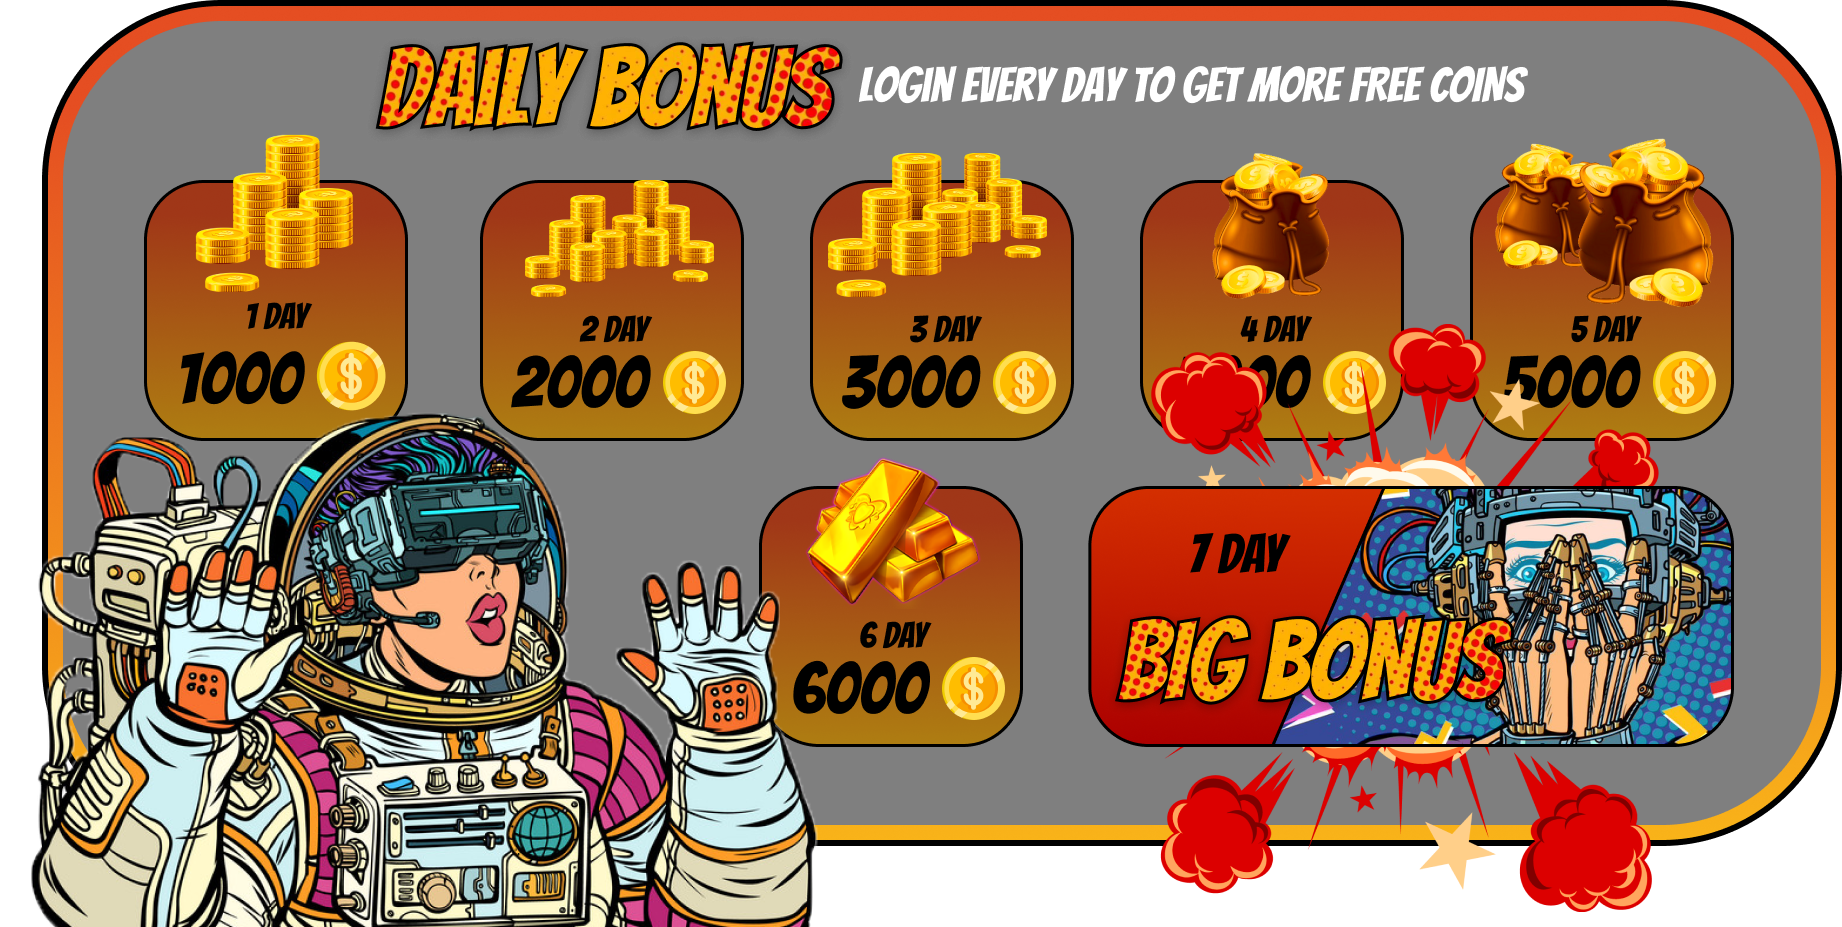 DAILY BONUS
LOGIN EVERY DAY TO GET MORE FREE COINS
1 DAY
1000
2 DAY
2000
3 DAY
3000
4 DAY
5 DAY
5000
6 DAY
6000
7 DAY
BIG BONUS